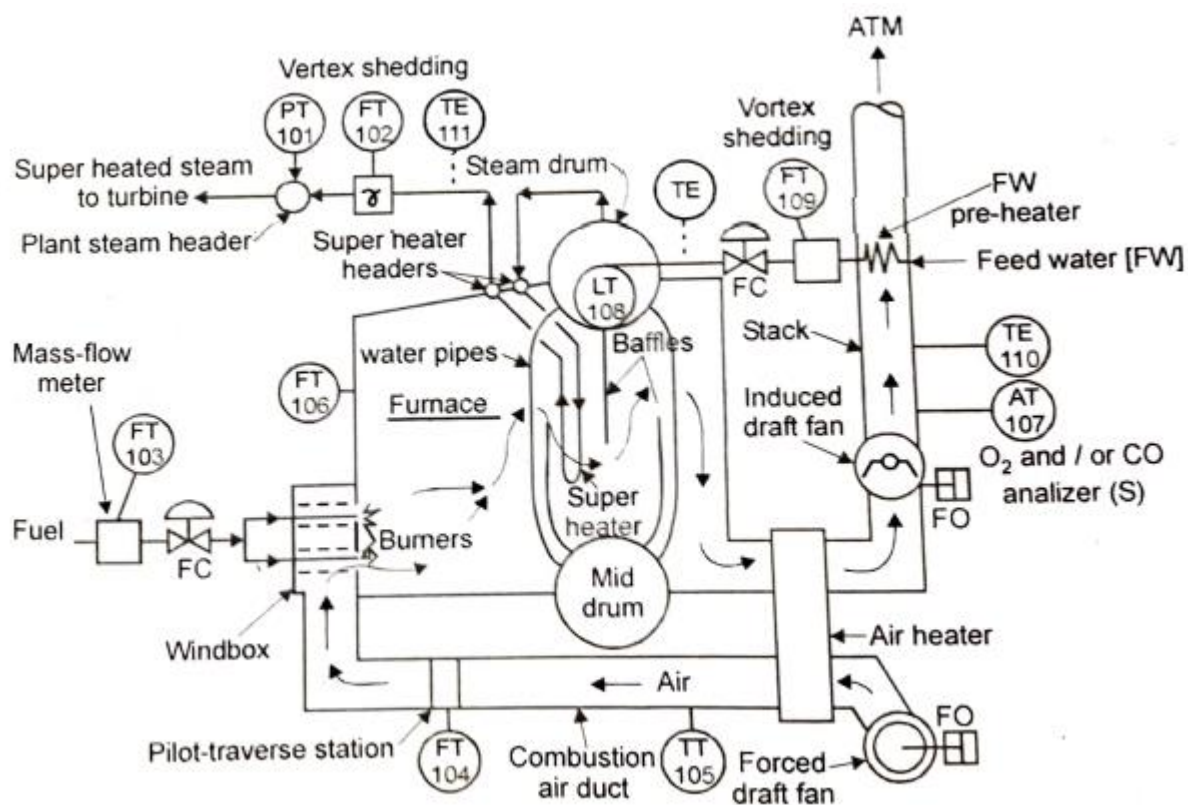 ATM
Vertex shedding
PT
101
FT
102
TE
111
Vortex
shedding
Steam drum
TE
FT
109
FW
pre-heater
Super heated steam
to turbine
Plant steam header
Super heater
headers
LT
108
FC
Feed water [FW]
Mass-flow
meter
water pipes
Baffles
Stack
TE
110
FT
106
Furnace
Induced
draft fan
AT
107
FT
103
O2 and / or CO
analizer (S)
Super
heater
FO
Fuel
FC
Burners
Mid
drum
Windbox
Air heater
Air
FO
Pilot-traverse station
FT
104
Combustion
air duct
TT
105
Forced
draft fan